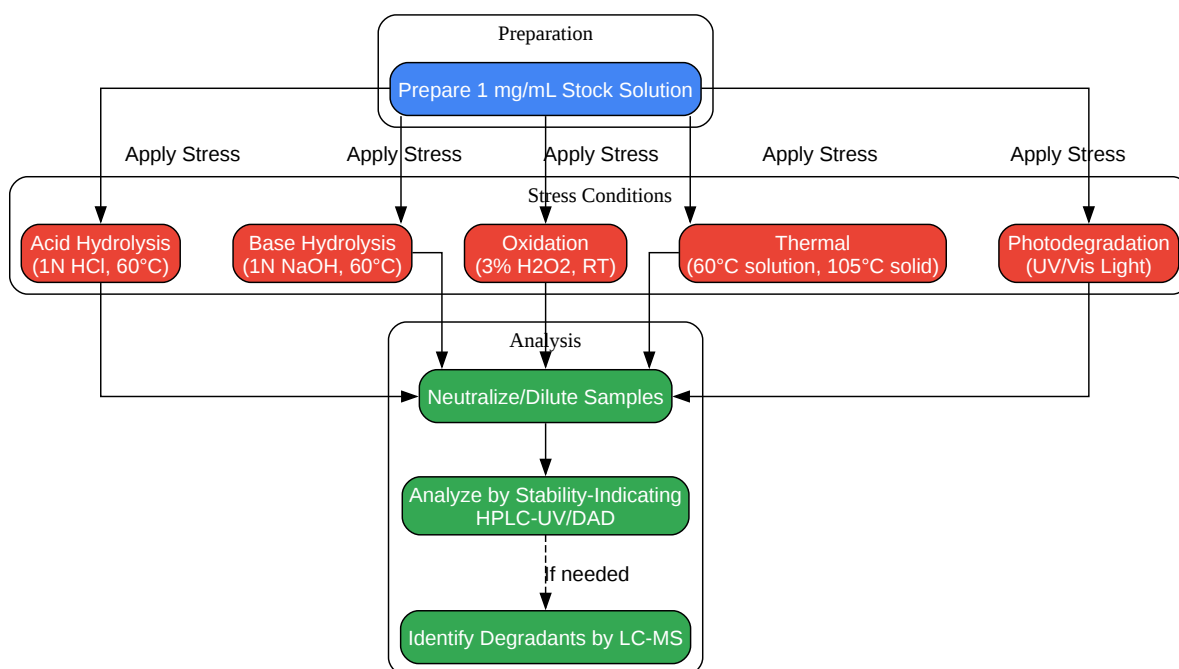 Preparation
Prepare 1 mg/mL Stock Solution
Apply Stress
Apply Stress
Apply Stress
Apply Stress
Apply Stress
Stress Conditions
Acid Hydrolysis
(1N HCl, 60°C)
Base Hydrolysis
(1N NaOH, 60°C)
Oxidation
(3% H2O2, RT)
Thermal
(60°C solution, 105°C solid)
Photodegradation
(UV/Vis Light)
Analysis
Neutralize/Dilute Samples
Analyze by Stability-Indicating
HPLC-UV/DAD
If needed
Identify Degradants by LC-MS